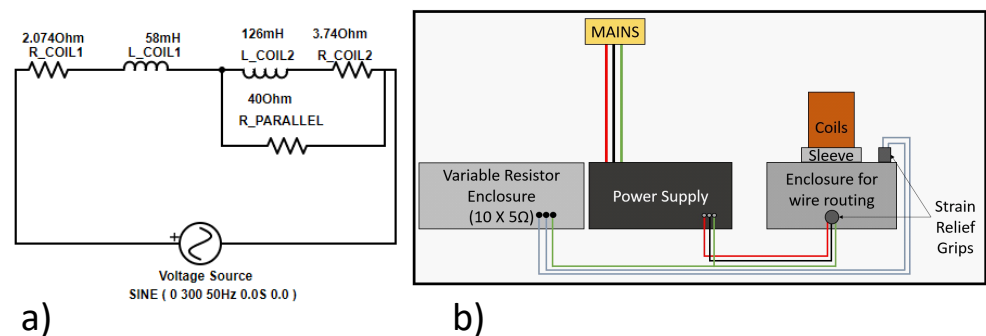 2.074Ohm
R_COIL1
58mH
L_COIL1
126mH
L_COIL2
3.74Ohm
R_COIL2
40Ohm
R_PARALLEL
+
Voltage Source
SINE ( 0 300 50Hz 0.0S 0.0 )
a)
MAINS
Coils
Sleeve
Variable Resistor
Enclosure
(10 X 5Ω)
Power Supply
Enclosure for
wire routing
Strain
Relief
Grips
b)